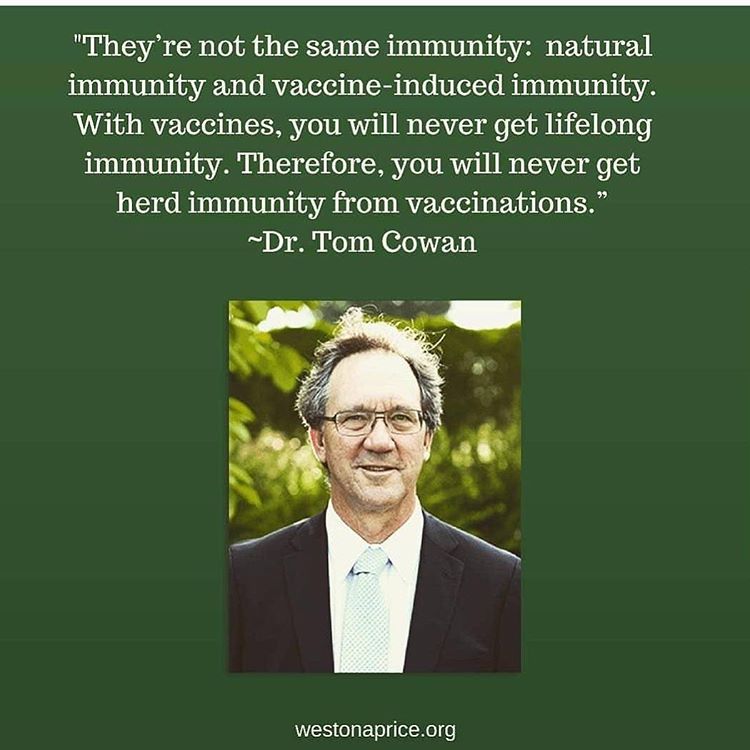 "They’re not the same immunity:  natural
immunity and vaccine-induced immunity.
With vaccines, you will never get lifelong
immunity. Therefore, you will never get
herd immunity from vaccinations.”
~Dr. Tom Cowan
westonaprice.org